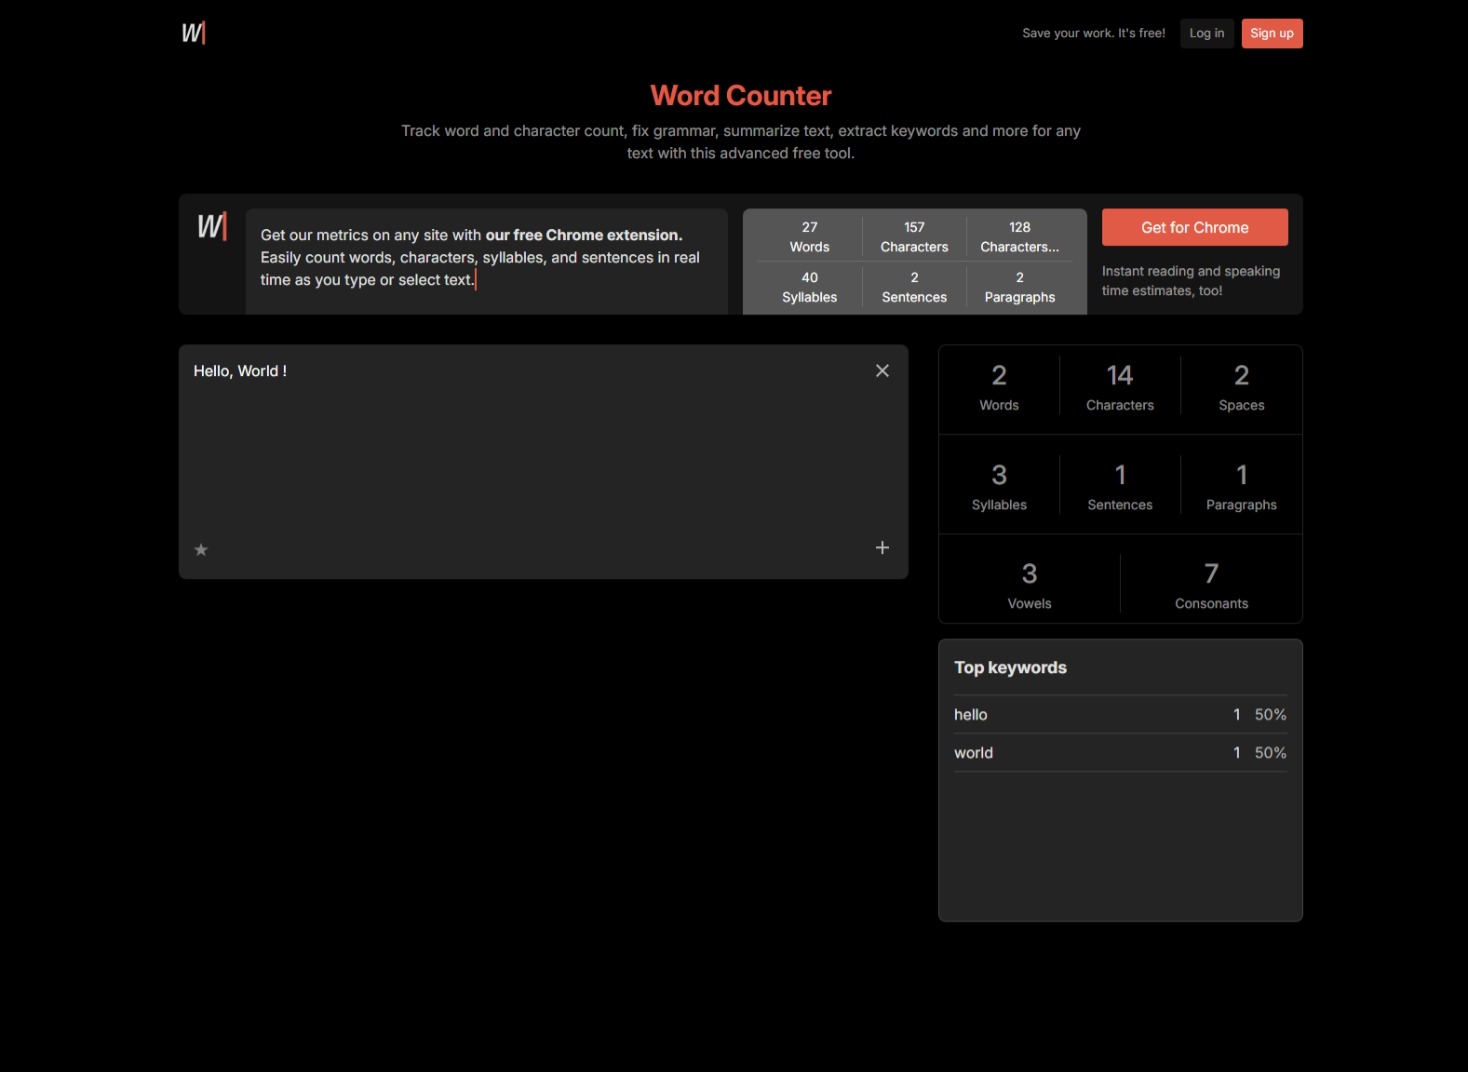 W
Save your work. It's free!
Log in
Sign up
Word Counter
Track word and character count, fix grammar, summarize text, extract keywords and more for any
text with this advanced free tool.
W
Get our metrics on any site with our free Chrome extension.
Easily count words, characters, syllables, and sentences in real
time as you type or select text.
27
Words
157
Characters
128
Characters...
40
Syllables
2
Sentences
2
Paragraphs
Get for Chrome
Instant reading and speaking
time estimates, too!
Hello, World !
2
Words
14
Characters
2
Spaces
3
Syllables
1
Sentences
1
Paragraphs
3
Vowels
7
Consonants
Top keywords
hello 1 50%
world 1 50%